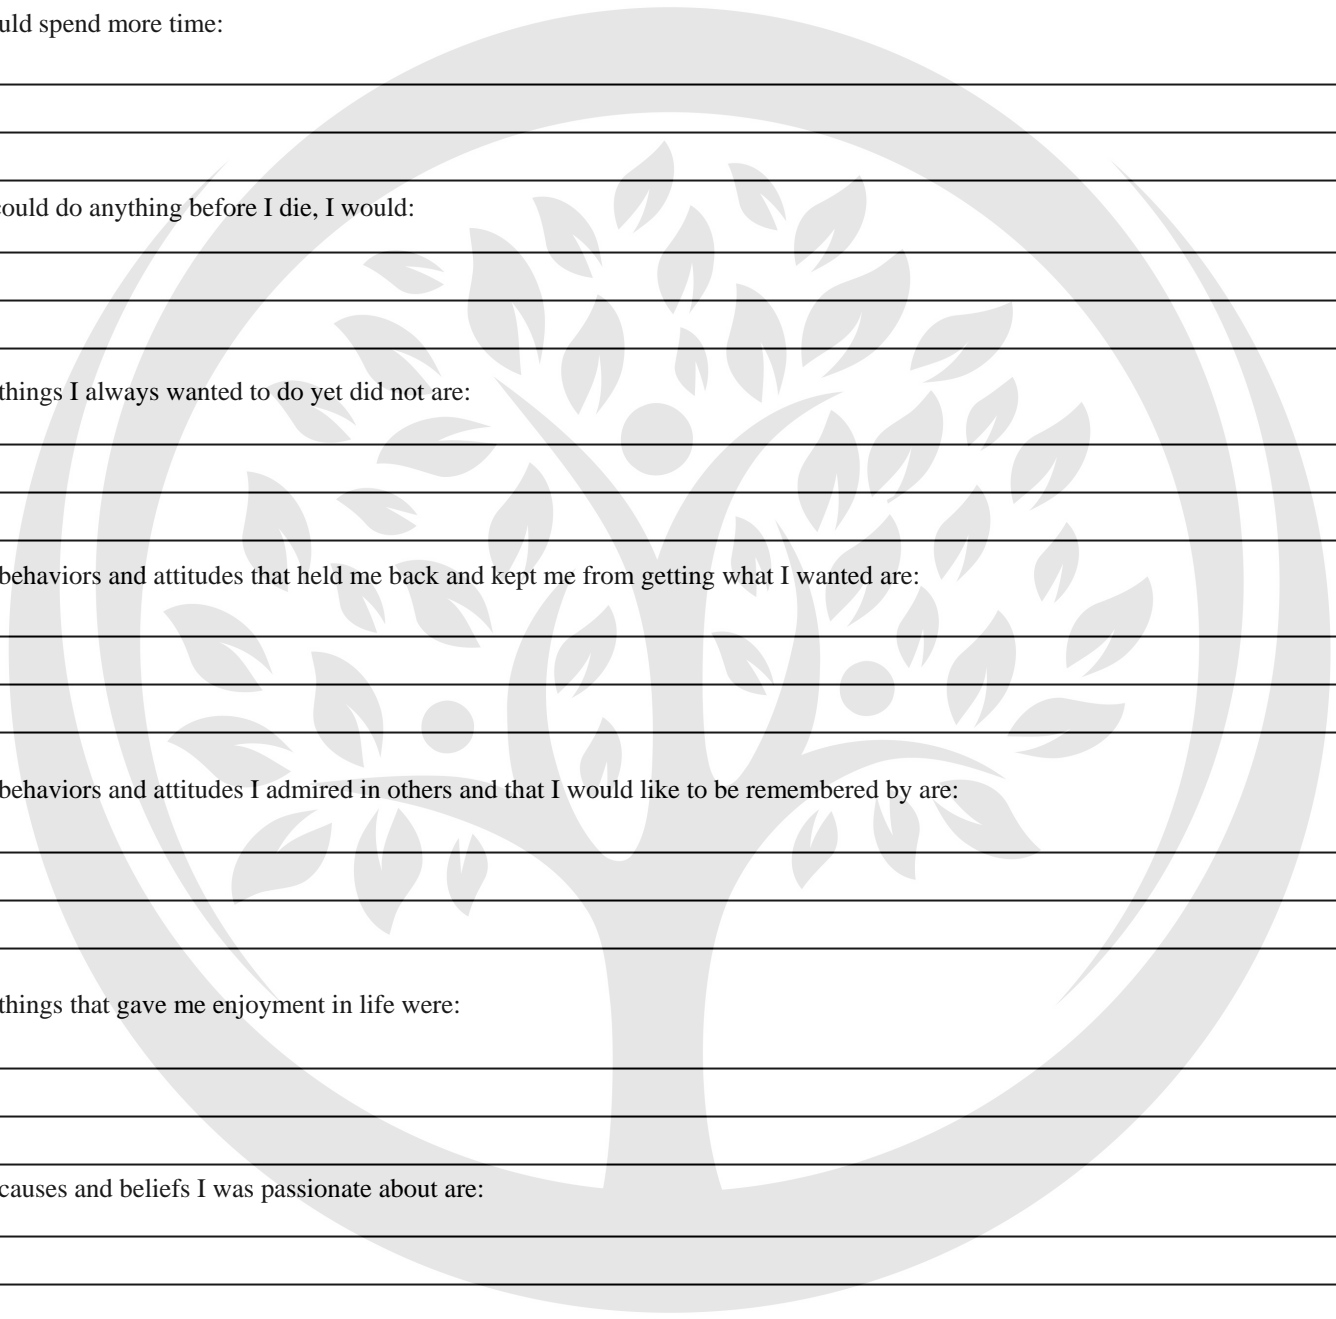 uld spend more time:
could do anything before I die, I would:
things I always wanted to do yet did not are:
behaviors and attitudes that held me back and kept me from getting what I wanted are:
behaviors and attitudes I admired in others and that I would like to be remembered by are:
things that gave me enjoyment in life were:
causes and beliefs I was passionate about are: